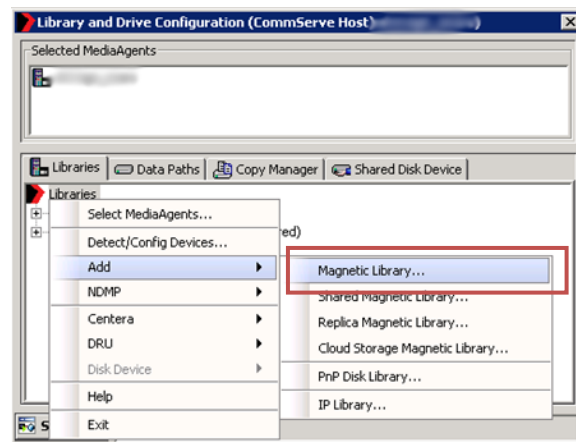 Library and Drive Configuration (CommServe Host) )
Selected MediaAgents
Libraries Data Paths Copy Manager Shared Disk Device
Libraries
Select MediaAgents...
Detect/Config Devices...
red)
Add
Magnetic Library...
NDMP
Shared Magnetic Library...
Centera
Replica Magnetic Library...
DRU
Cloud Storage Magnetic Library...
Disk Device
PnP Disk Library...
Help
IP Library...
Exit
S